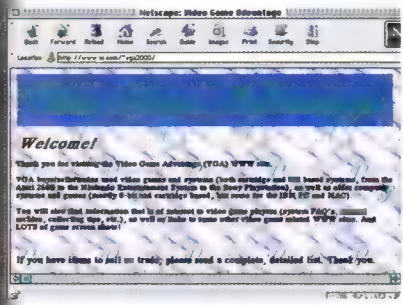 Netscape: Video Game Advantage
Back Forward Reload Home Search Guide Images Print Security Stop
Location: http://www.io.com/~vga2000/
Welcome!
Thank you for visiting the Video Game Advantage (VGA) WWW site.
VGA buys/sells/trades used video games and systems (both cartridge and based systems, from the
Atari 2600 to the Nintendo Entertainment System to the Sony Playstation), as well as older computer
systems and games (mostly 8-bit and cartridge based, but some for the IBM PC and MAC).
You will also find information that is of interest to video game players (system FAQ's,
archive, collecting tips, etc.), as well as links to some other video game related WWW sites. And
LOTS of game screen shots!
If you have items to sell or trade, please send a complete, detailed list. Thank you.